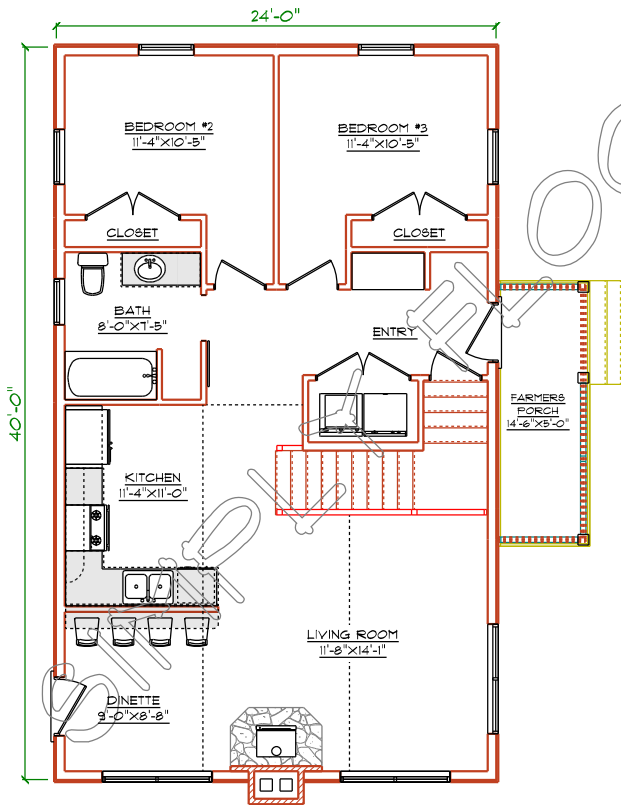 24'-0"
BEDROOM #2
11'-4"X10'-5"
BEDROOM #3
11'-4"X10'-5"
CLOSET
CLOSET
BATH
8'-0"X7'-5"
ENTRY
40'-0"
FARMERS
PORCH
14'-6"X5'-0"
KITCHEN
11'-4"X11'-0"
LIVING ROOM
11'-8"X14'-1"
DINETTE
9'-0"X8'-8"